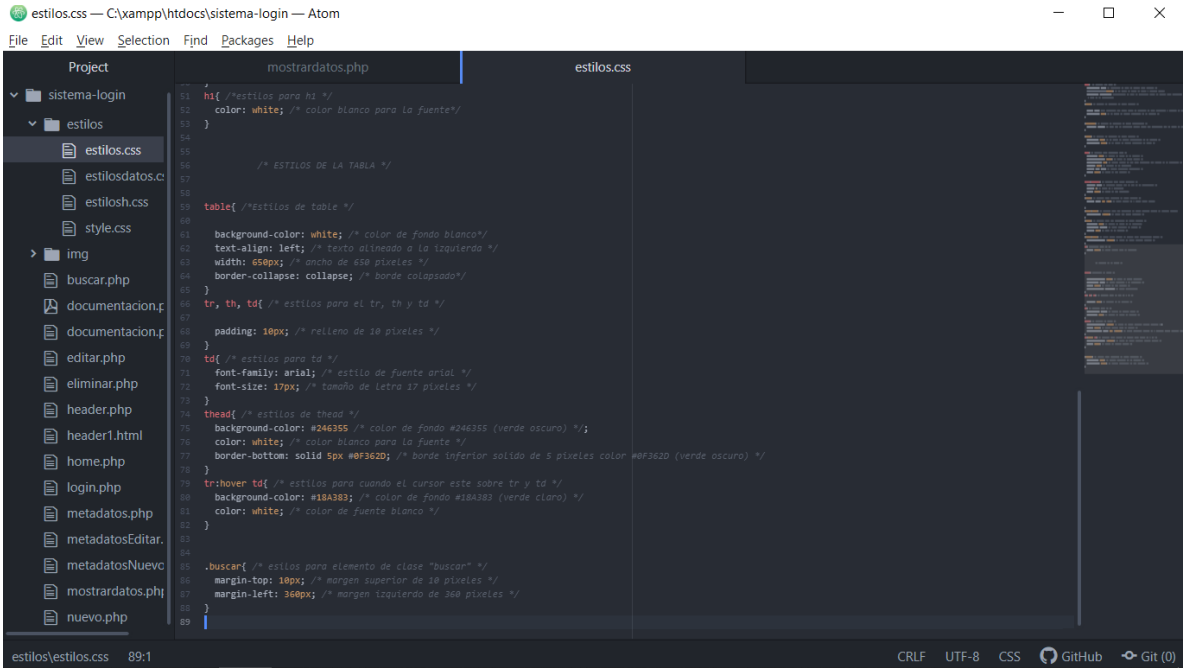 estilos.css — C:\xampp\htdocs\sistema-login — Atom
File Edit View Selection Find Packages Help
Project
mostrardatos.php
estilos.css
sistema-login
estilos
estilos.css
estilosdatos.c
estilosh.css
style.css
img
buscar.php
documentacion.p
documentacion.p
editar.php
eliminar.php
header.php
header1.html
home.php
login.php
metadatos.php
metadatosEditar.
metadatosNuevo
mostrardatos.php
nuevo.php
51 h1{ /*estilos para h1 */
52 color: white; /* color blanco para la fuente*/
53 }
54
55
56 /* ESTILOS DE LA TABLA */
57
58
59 table{ /*Estilos de table */
60
61 background-color: white; /* color de fondo blanco*/
62 text-align: left; /* texto alineado a la izquierda */
63 width: 650px; /* ancho de 650 pixeles */
64 border-collapse: collapse; /* borde colapsado*/
65 }
66 tr, th, td{ /* estilos para el tr, th y td */
67
68 padding: 10px; /* relleno de 10 pixeles */
69 }
70 td{ /* estilos para td */
71 font-family: arial; /* estilo de fuente arial */
72 font-size: 17px; /* tamaño de letra 17 pixeles */
73 }
74 thead{ /* estilos de thead */
75 background-color: #246355 /* color de fondo #246355 (verde oscuro) */;
76 color: white; /* color blanco para la fuente */
77 border-bottom: solid 5px #0F362D; /* borde inferior solido de 5 pixeles color #0F362D (verde oscuro) */
78 }
79 tr:hover td{ /* estilos para cuando el cursor este sobre tr y td */
80 background-color: #18A383; /* color de fondo #18A383 (verde claro) */
81 color: white; /* color de fuente blanco */
82 }
83
84
85 .buscar{ /* esilos para elemento de clase "buscar" */
86 margin-top: 10px; /* margen superior de 10 pixeles */
87 margin-left: 360px; /* margen izquierdo de 360 pixeles */
88 }
89
estilos\estilos.css 89:1 CRLF UTF-8 CSS GitHub Git (0)